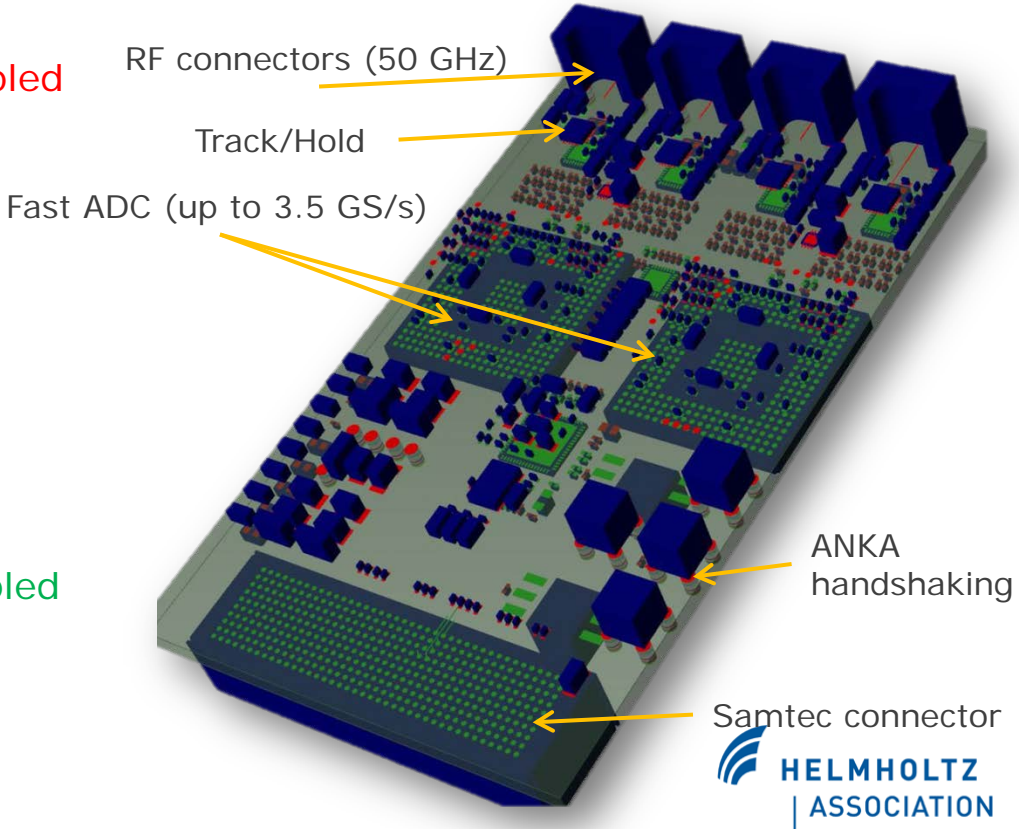 RF connectors (50 GHz)
Track/Hold
Fast ADC (up to 3.5 GS/s)
ANKA
handshaking
Samtec connector
HELMHOLTZ
| ASSOCIATION